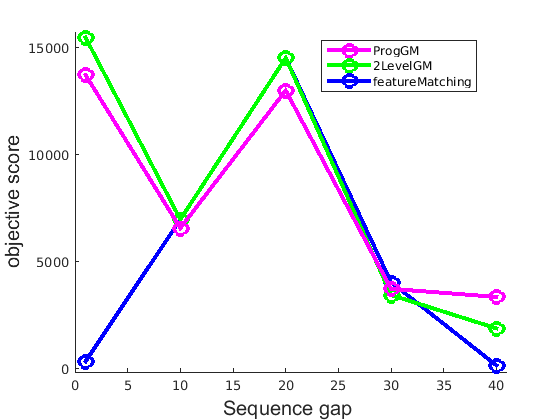 15000
10000
5000
0
objective score
ProgGM
2LevelGM
featureMatching
0 5 10 15 20 25 30 35 40
Sequence gap